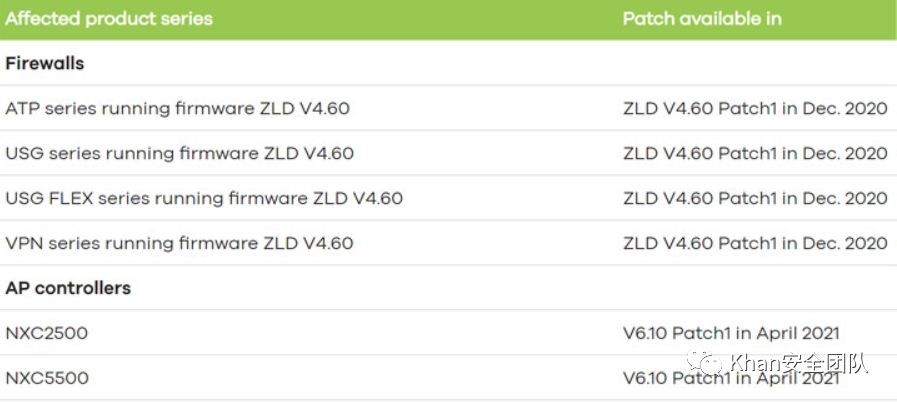 Affected product series Patch available in
Firewalls
ATP series running firmware ZLD V4.60 ZLD V4.60 Patch1 in Dec. 2020
USG series running firmware ZLD V4.60 ZLD V4.60 Patch1 in Dec. 2020
USG FLEX series running firmware ZLD V4.60 ZLD V4.60 Patch1 in Dec. 2020
VPN series running firmware ZLD V4.60 ZLD V4.60 Patch1 in Dec. 2020
AP controllers
NXC2500 V6.10 Patch1 in April 2021
Khan安全团队
NXC5500 V6.10 Patch1 in April 2021